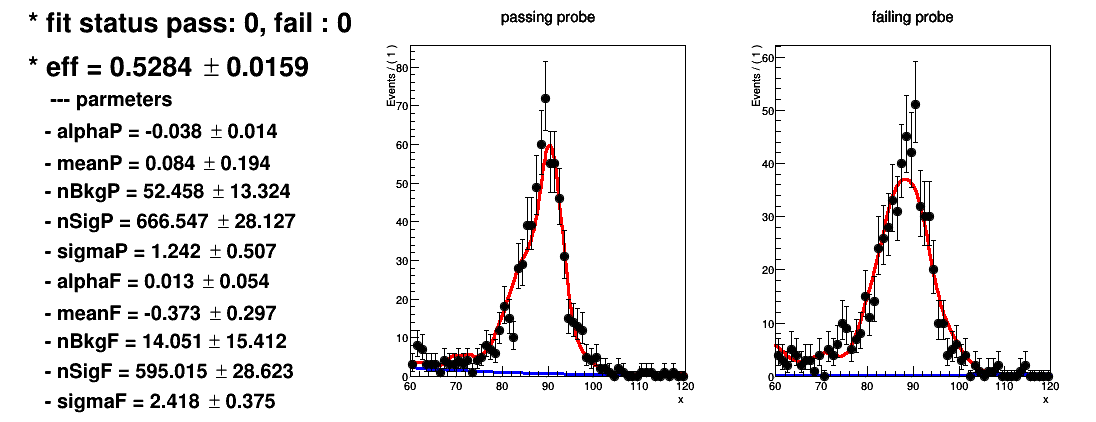 * fit status pass: 0, fail : 0
* eff = 0.5284 ± 0.0159
--- parmeters
- alphaP = -0.038 ± 0.014
- meanP = 0.084 ± 0.194
- nBkgP = 52.458 ± 13.324
- nSigP = 666.547 ± 28.127
- sigmaP = 1.242 ± 0.507
- alphaF = 0.013 ± 0.054
- meanF = -0.373 ± 0.297
- nBkgF = 14.051 ± 15.412
- nSigF = 595.015 ± 28.623
- sigmaF = 2.418 ± 0.375
passing probe
Events / ( 1 )
80
70
60
50
40
30
20
10
0
60 70 80 90 100 110 120
x
failing probe
Events / ( 1 )
60
50
40
30
20
10
0
60 70 80 90 100 110 120
x